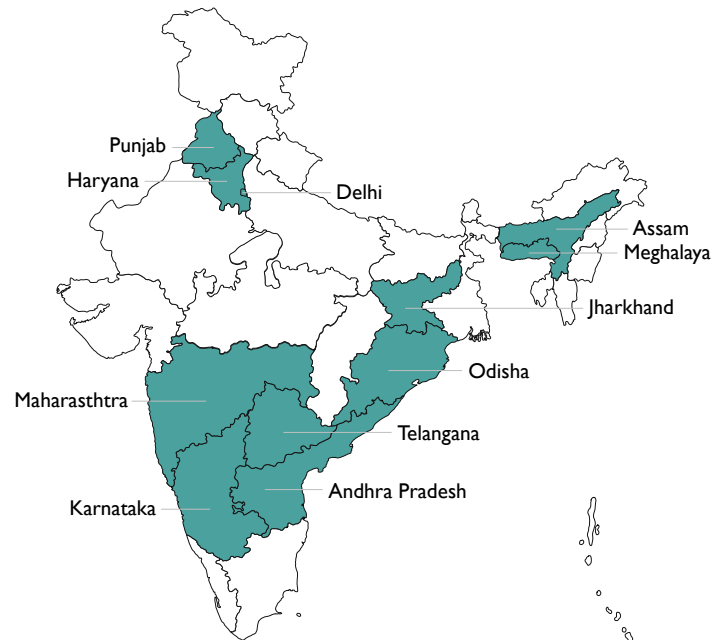 Punjab
Haryana
Delhi
Assam
Meghalaya
Jharkhand
Odisha
Maharasthtra
Telangana
Andhra Pradesh
Karnataka